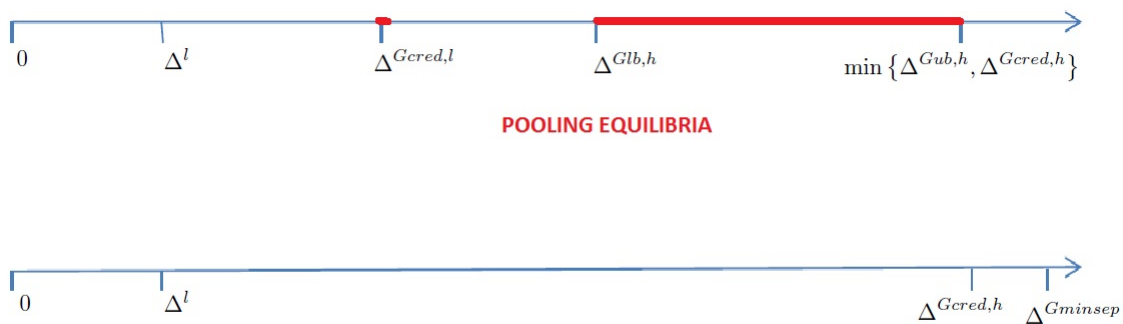 0 Δ^l Δ^{Gcred,l} Δ^{Glb,h} min {Δ^{Gub,h}, Δ^{Gcred,h}}
POOLING EQUILIBRIA
0 Δ^l Δ^{Gcred,h} Δ^{Gminsep}